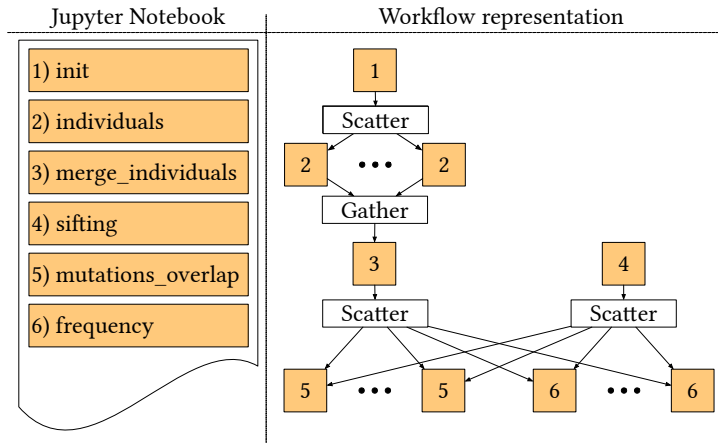 Jupyter Notebook
1) init
2) individuals
3) merge_individuals
4) sifting
5) mutations_overlap
6) frequency
Workflow representation
1
Scatter
2 ••• 2
Gather
3 4
Scatter Scatter
5 ••• 5 6 ••• 6